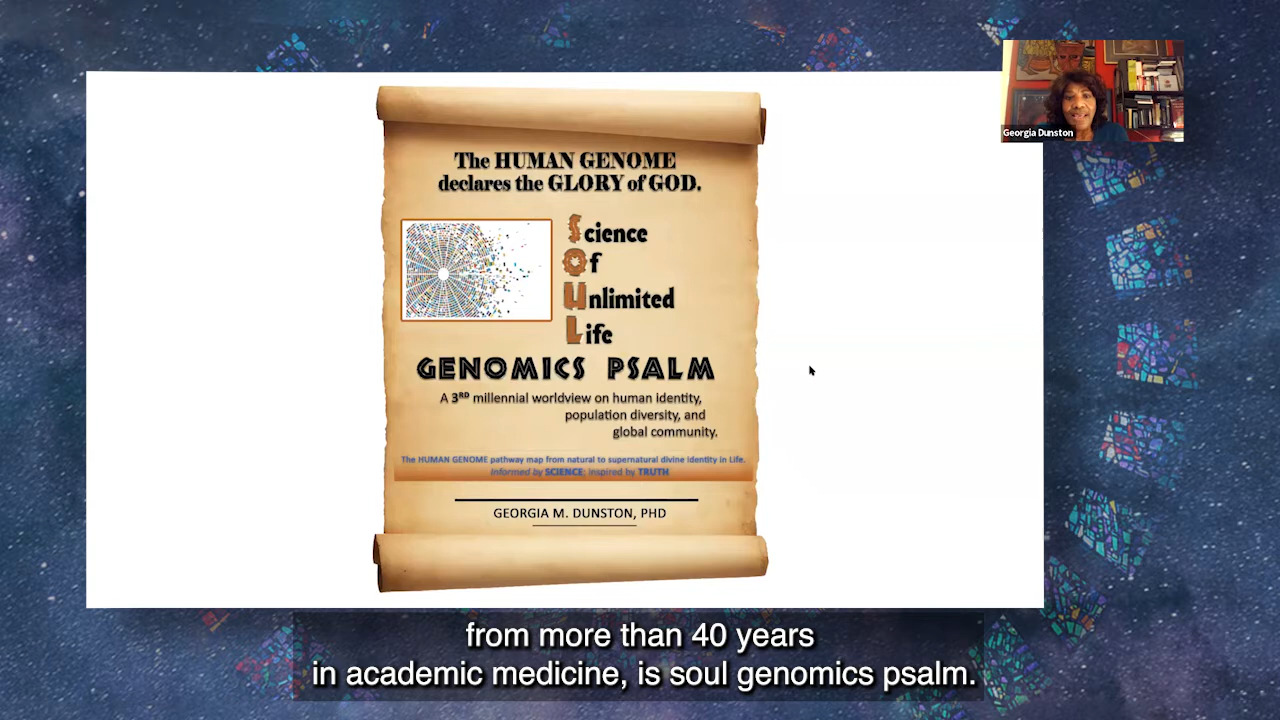 Georgia Dunston
The HUMAN GENOME
declares the GLORY of GOD.
Science
Of
Unlimited
Life
GENOMICS PSALM
A 3RD millennial worldview on human identity,
population diversity, and
global community.
The HUMAN GENOME pathway map from natural to supernatural divine identity in Life.
Informed by SCIENCE; Inspired by TRUTH
GEORGIA M. DUNSTON, PHD
from more than 40 years
in academic medicine, is soul genomics psalm.